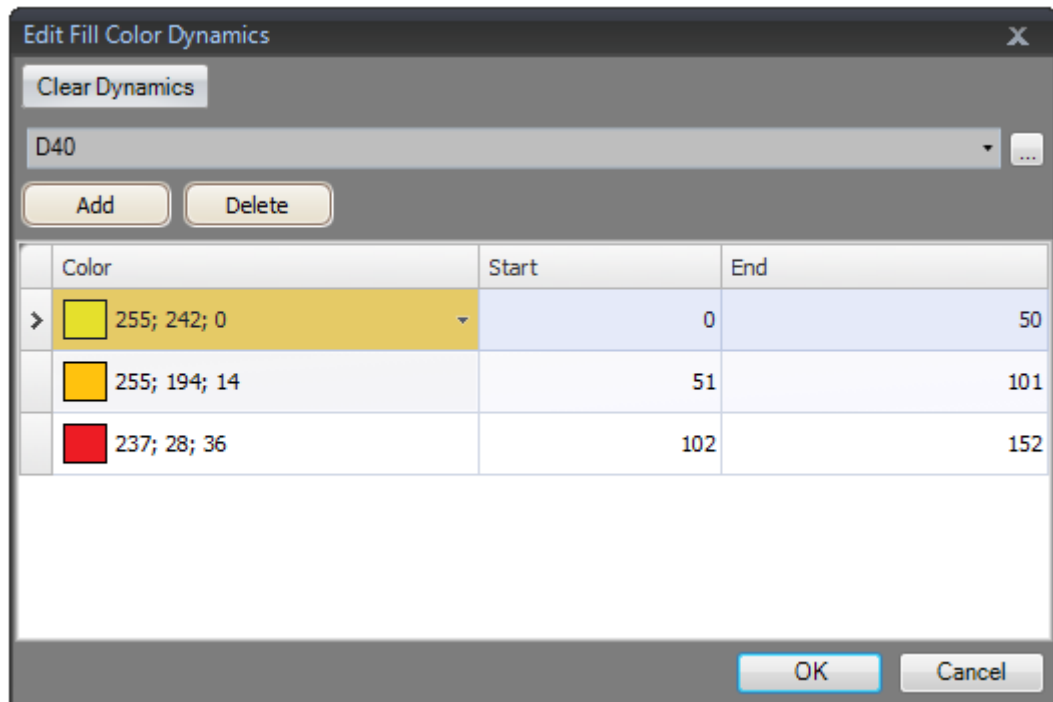 Edit Fill Color Dynamics
Clear Dynamics
D40
...
Add Delete
Color Start End
255; 242; 0 0 50
255; 194; 14 51 101
237; 28; 36 102 152
OK Cancel